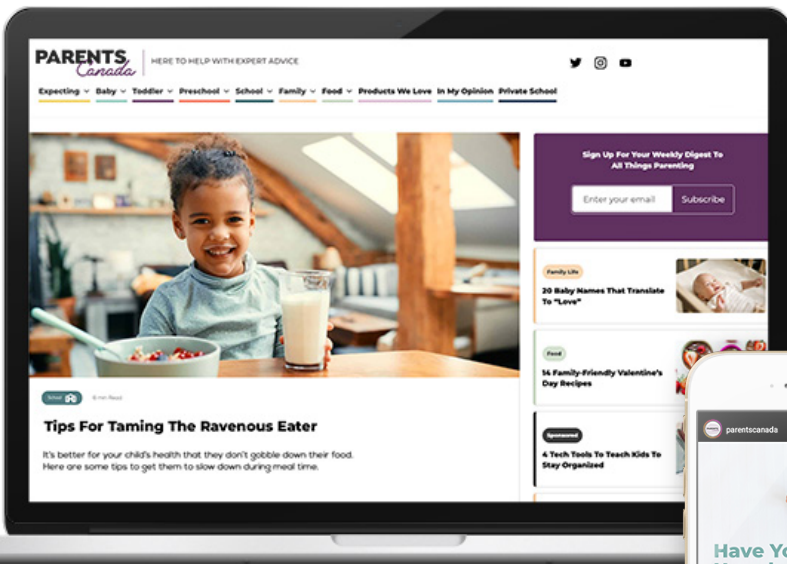 PARENTS
Canada
HERE TO HELP WITH EXPERT ADVICE
Expecting Baby Toddler Preschool School Family Food Products We Love In My Opinion Private School
Sign Up For Your Weekly Digest To
All Things Parenting
Enter your email Subscribe
Family Life
20 Baby Names That Translate
To “Love”
Food
14 Family-Friendly Valentine's
Day Recipes
Sponsored
4 Tech Tools To Teach Kids To
Stay Organized
School
6 min Read
Tips For Taming The Ravenous Eater
It's better for your child's health that they don't gobble down their food.
Here are some tips to get them to slow down during meal time.
parentscanada
Have Yo